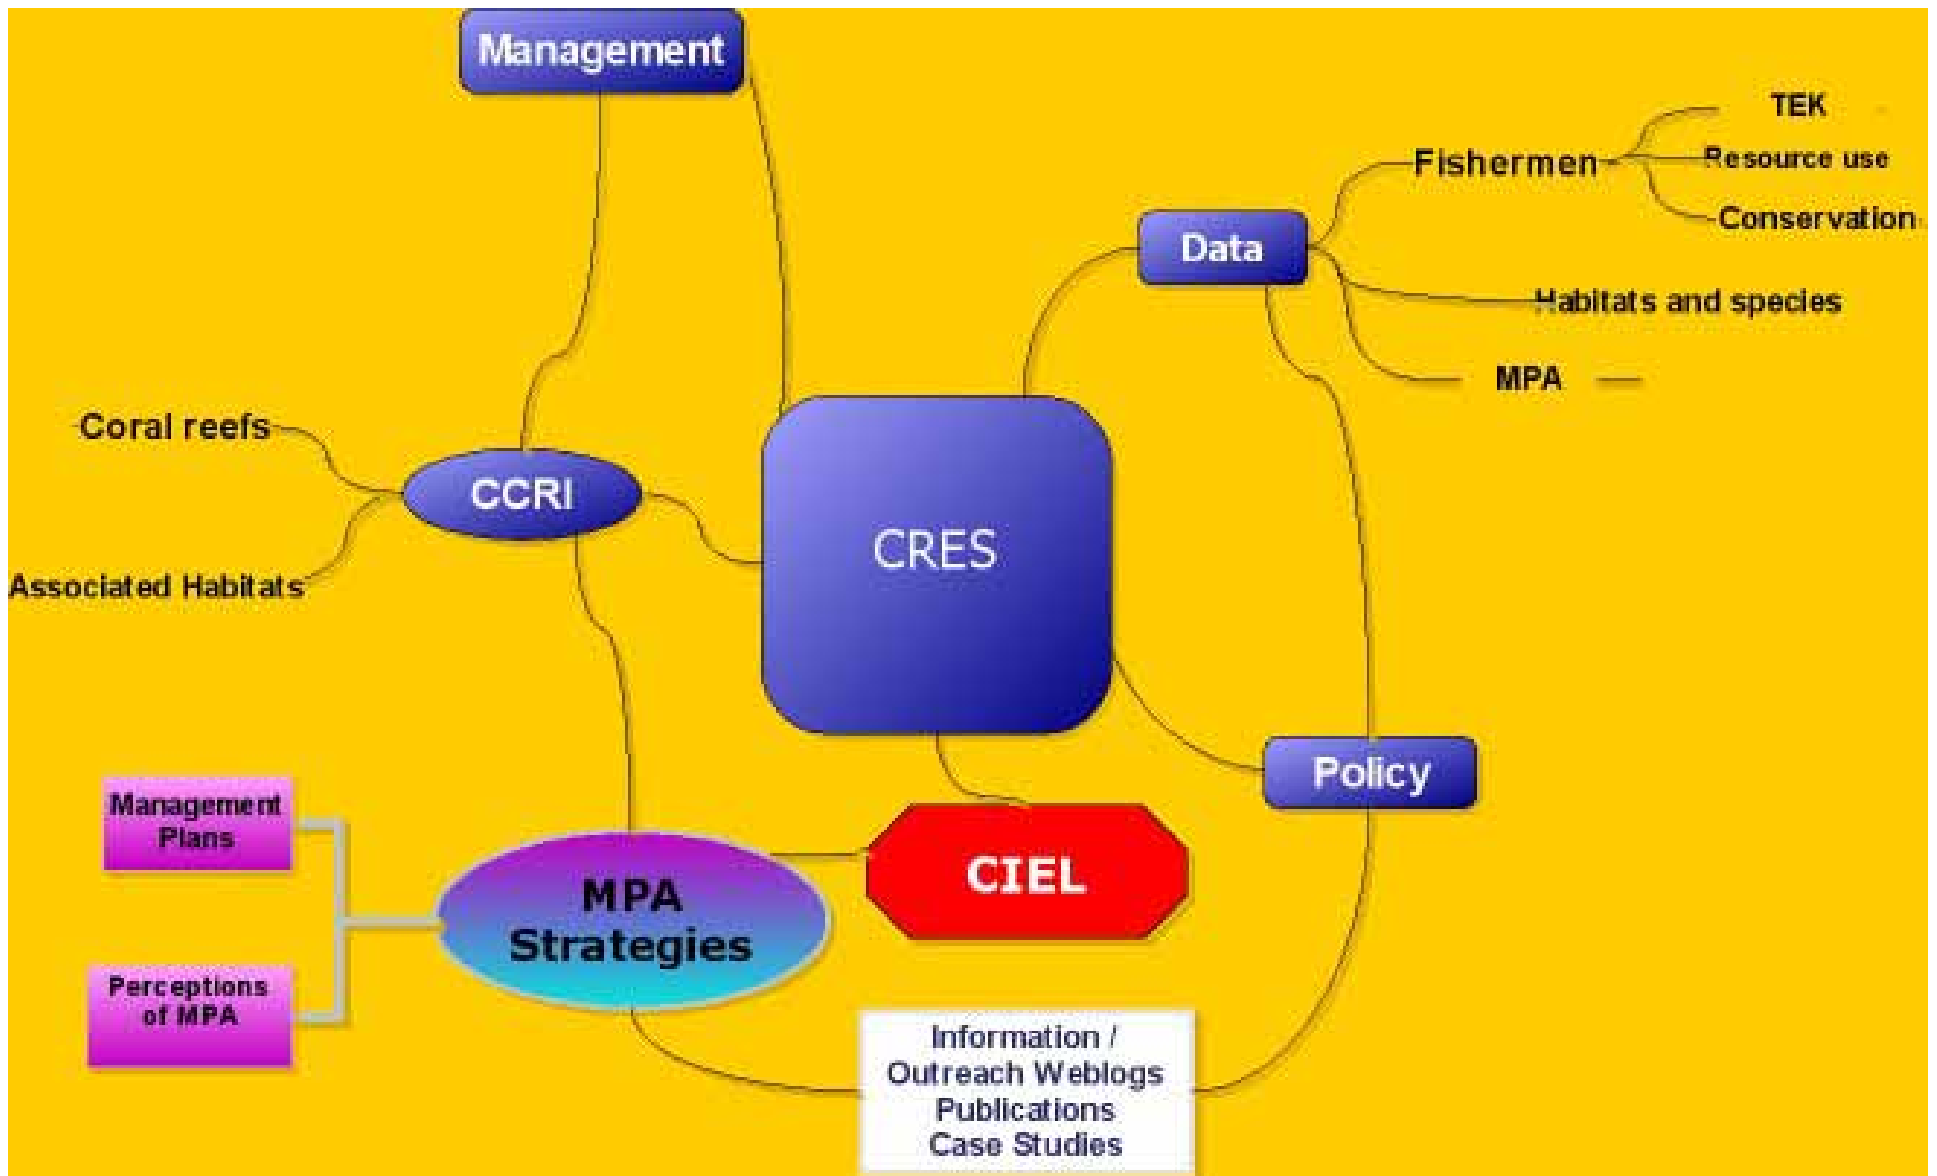 Management
TEK
Fishermen
Resource use
Conservation
Data
Habitats and species
MPA
Coral reefs
CCRI
CRES
Associated Habitats
Policy
Management
Plans
CIEL
MPA
Strategies
Perceptions
of MPA
Information /
Outreach Weblogs
Publications
Case Studies